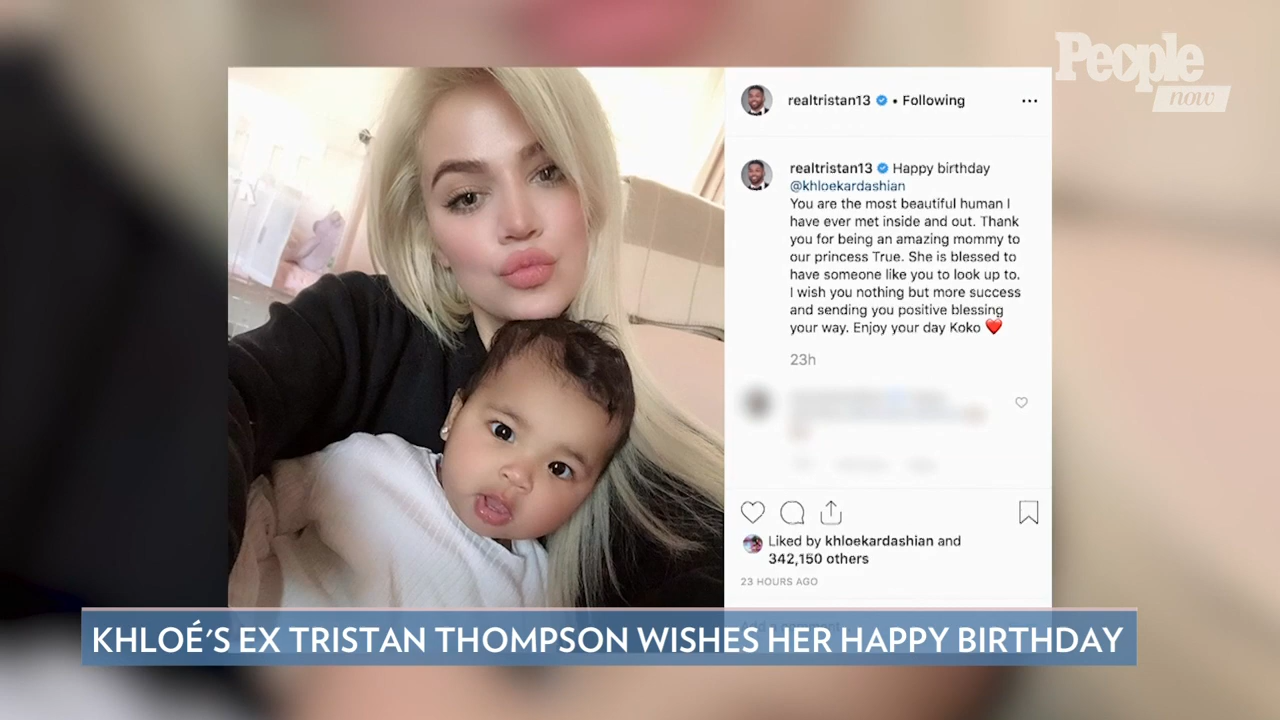 People
now
realtristan13 • Following
realtristan13 Happy birthday
@khloekardashian
You are the most beautiful human I
have ever met inside and out. Thank
you for being an amazing mommy to
our princess True. She is blessed to
have someone like you to look up to.
I wish you nothing but more success
and sending you positive blessing
your way. Enjoy your day Koko ❤️
23h
Liked by khloekardashian and
342,150 others
23 HOURS AGO
KHLOÉ'S EX TRISTAN THOMPSON WISHES HER HAPPY BIRTHDAY